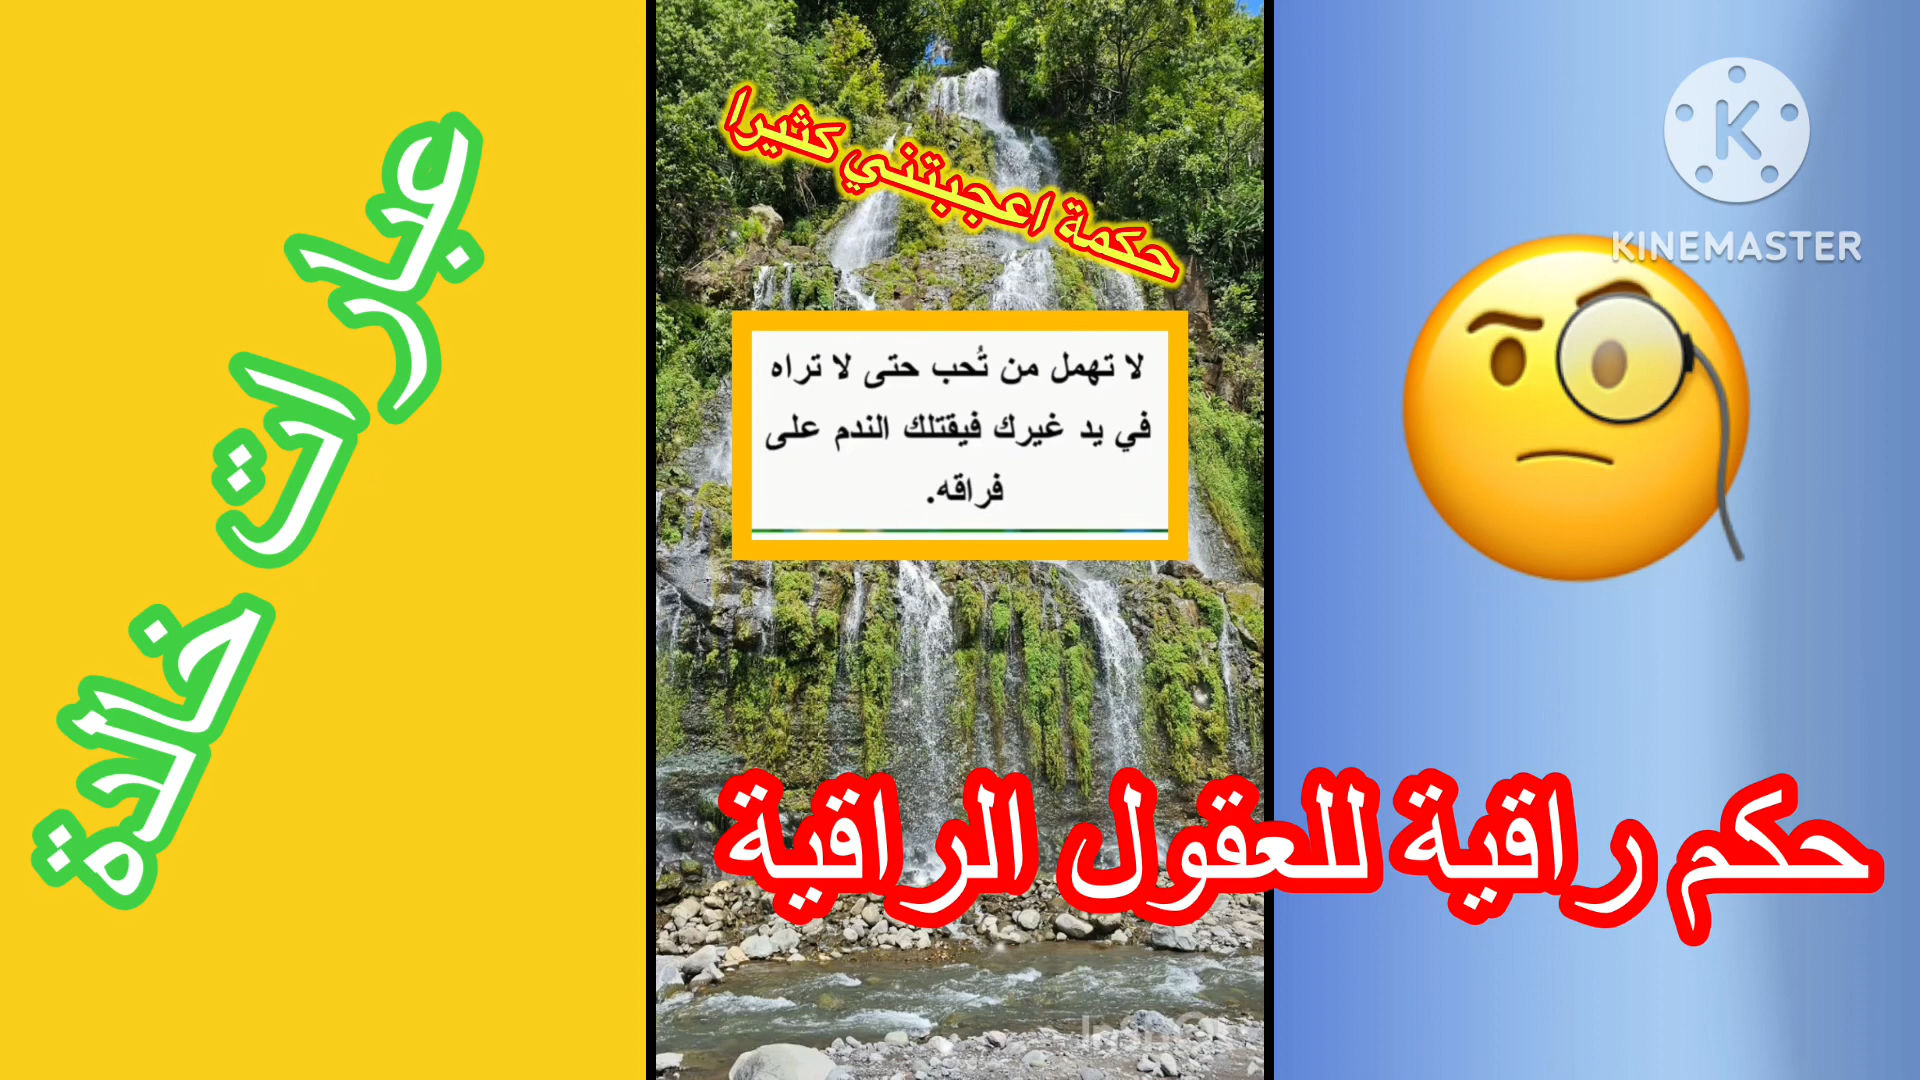 عبارات خالدة
حكمة اعجبتني كثيرا
لا تهمل من تُحب حتى لا تراه
في يد غيرك فيقتلك الندم على
فراقه.
حكم راقية للعقول الراقية
K
KINEMASTER
InShOt